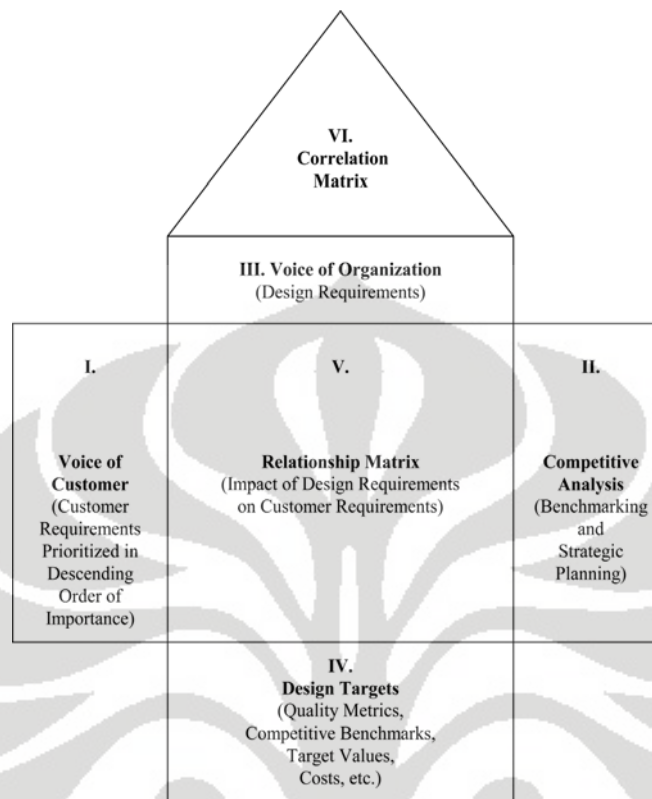 VI.
Correlation
Matrix
III. Voice of Organization
(Design Requirements)
I.
Voice of
Customer
(Customer
Requirements
Prioritized in
Descending
Order of
Importance)
V.
Relationship Matrix
(Impact of Design Requirements
on Customer Requirements)
II.
Competitive
Analysis
(Benchmarking
and
Strategic
Planning)
IV.
Design Targets
(Quality Metrics,
Competitive Benchmarks,
Target Values,
Costs, etc.)